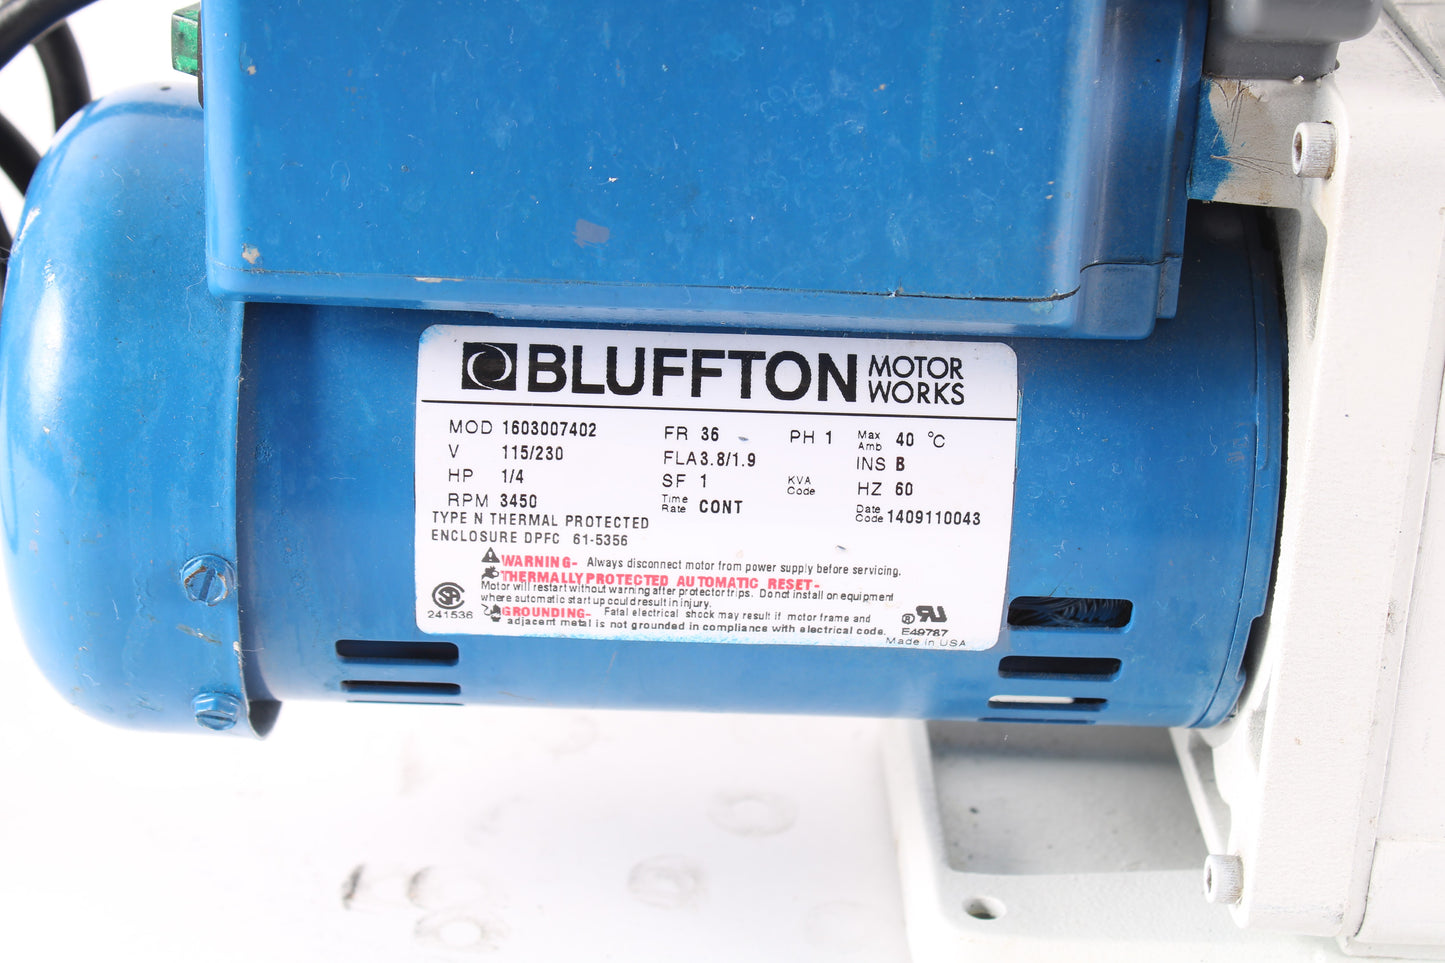 BLUFFTON MOTOR WORKS
MOD 1603007402 FR 36 PH 1 Max Amb 40 °C
V 115/230 FLA 3.8/1.9 INS B
HP 1/4 SF 1 KVA Code HZ 60
RPM 3450 Time Rate CONT Date Code 1409110043
TYPE N THERMAL PROTECTED
ENCLOSURE DPFC 61-5356
WARNING- Always disconnect motor from power supply before servicing.
THERMALLY PROTECTED AUTOMATIC RESET-
Motor will restart without warning after protector trips. Do not install on equipment
where automatic start up could result in injury.
GROUNDING- Fatal electrical shock may result if motor frame and
adjacent metal is not grounded in compliance with electrical code.
SA
241536
®
E49787
Made in USA